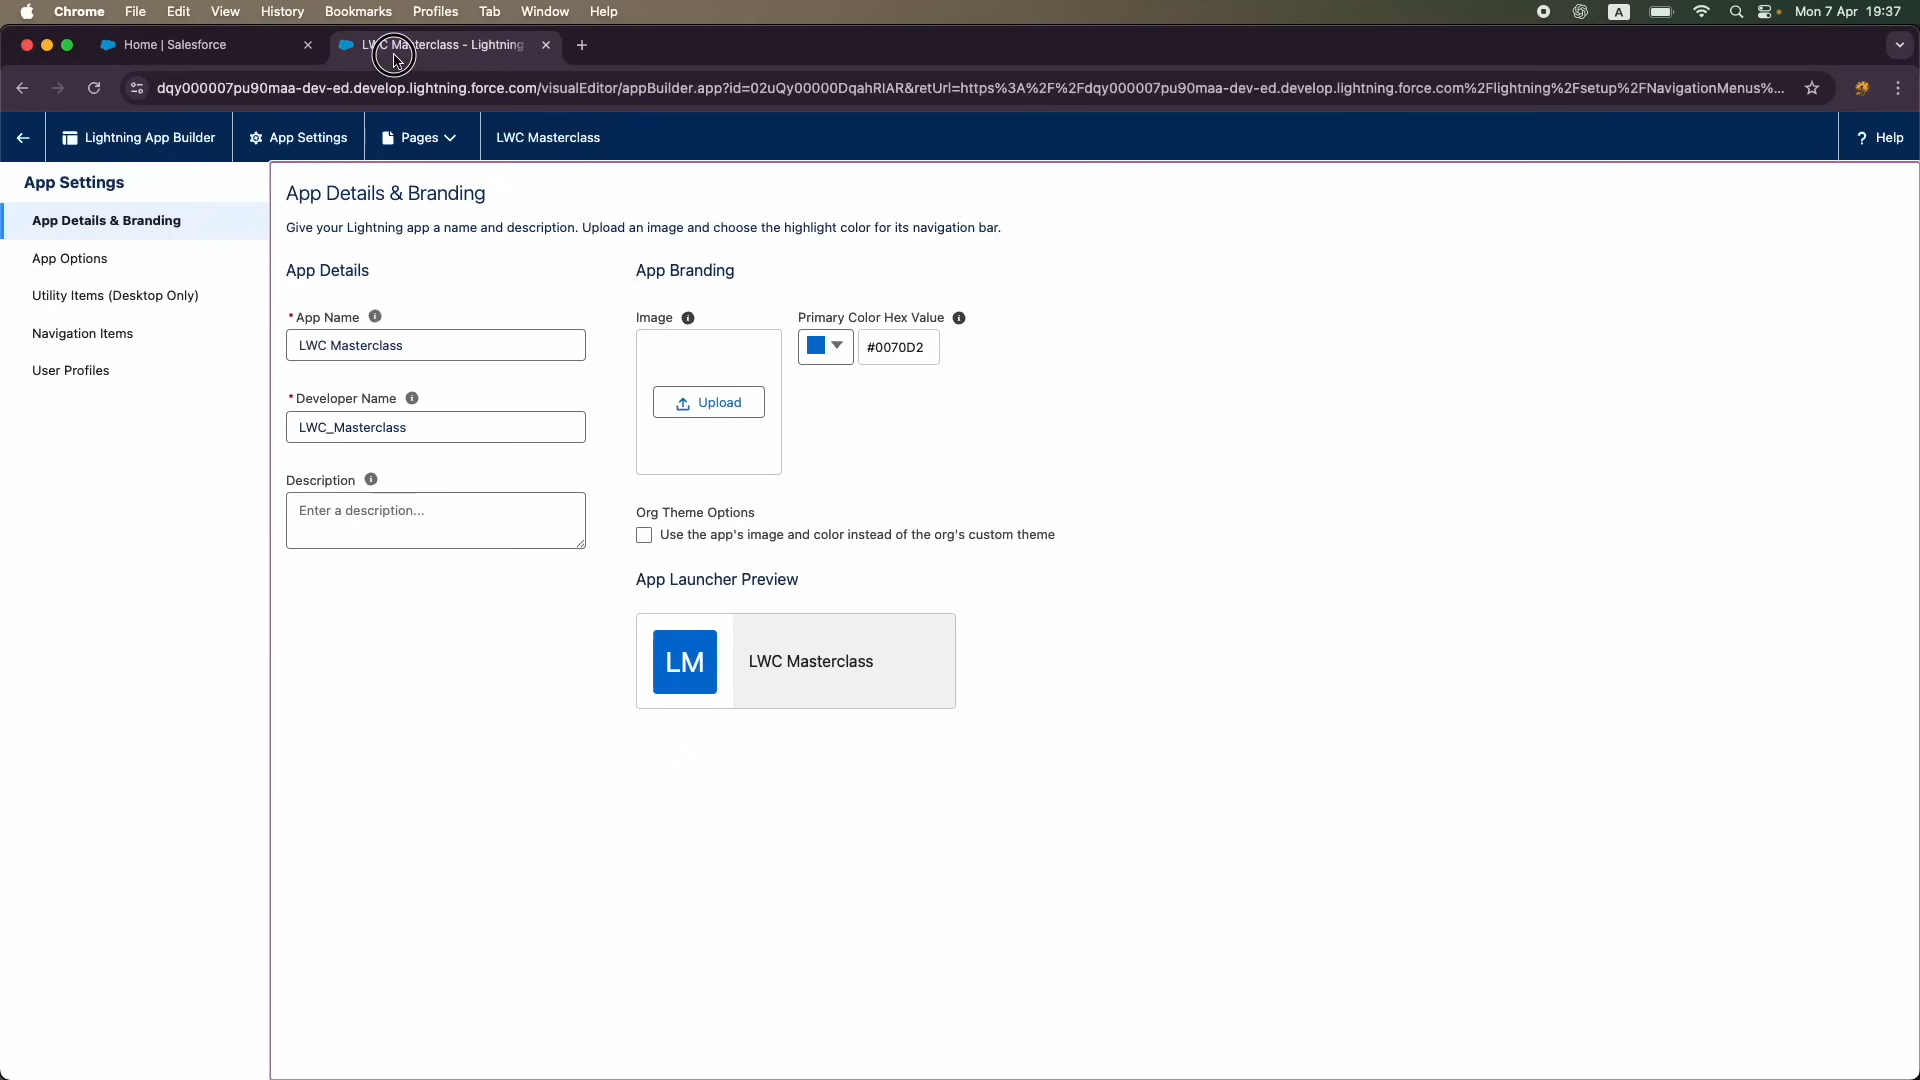 Chrome File Edit View History Bookmarks Profiles Tab Window Help A Mon 7 Apr 19:37
Home | Salesforce LWC Masterclass - Lightning
dqy000007pu90maa-dev-ed.develop.lightning.force.com/visualEditor/appBuilder.app?id=02uQy00000DqahRIAR&retUrl=https%3A%2F%2Fdqy000007pu90maa-dev-ed.develop.lightning.force.com%2Flightning%2Fsetup%2FNavigationMenus%...
Lightning App Builder App Settings Pages LWC Masterclass ? Help
App Settings
App Details & Branding
App Options
Utility Items (Desktop Only)
Navigation Items
User Profiles
App Details & Branding
Give your Lightning app a name and description. Upload an image and choose the highlight color for its navigation bar.
App Details
* App Name
LWC Masterclass
* Developer Name
LWC_Masterclass
Description
Enter a description...
App Branding
Image Primary Color Hex Value
#0070D2
Upload
Org Theme Options
Use the app's image and color instead of the org's custom theme
App Launcher Preview
LM LWC Masterclass